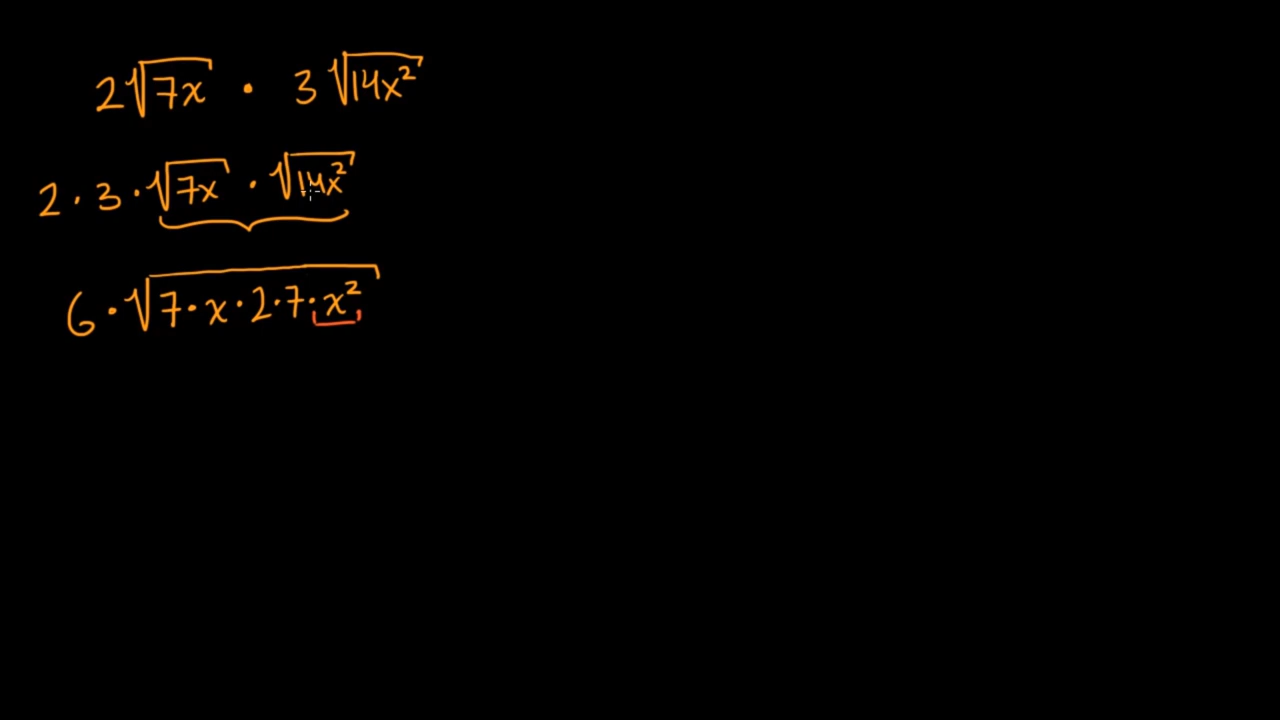 2√7x · 3√14x²
2 · 3 · √7x · √14x²
6 · √7 · x · 2 · 7 · x²